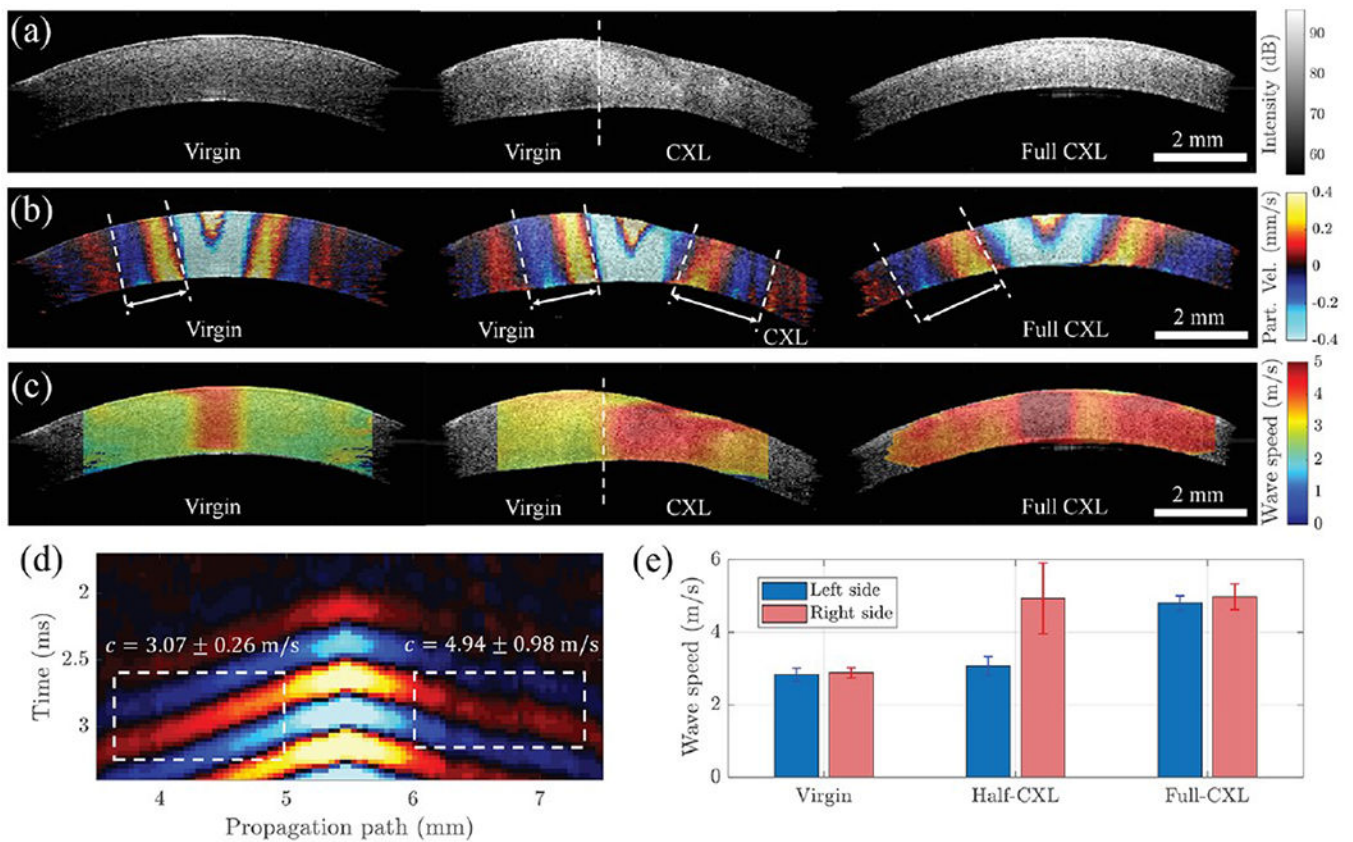 (a)
Virgin
Virgin
CXL
Full CXL
2 mm
90
80
70
60
Intensity (dB)
(b)
Virgin
Virgin
CXL
Full CXL
2 mm
0.4
0.2
0
-0.2
-0.4
Part. Vel. (mm/s)
(c)
Virgin
Virgin
CXL
Full CXL
2 mm
5
4
3
2
1
0
Wave speed (m/s)
(d)
c = 3.07 ± 0.26 m/s
c = 4.94 ± 0.98 m/s
2
2.5
3
Time (ms)
4 5 6 7
Propagation path (mm)
(e)
6
4
2
0
Wave speed (m/s)
Left side
Right side
Virgin Half-CXL Full-CXL